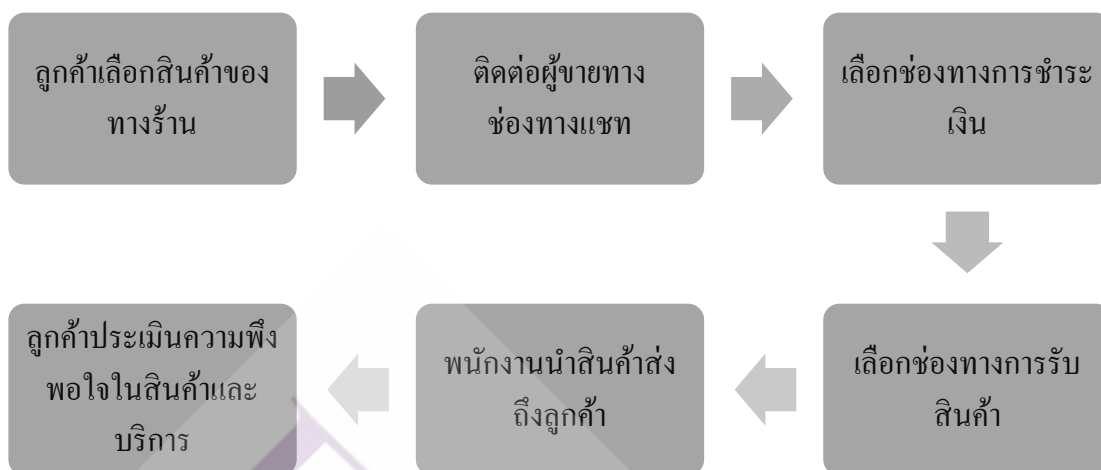 ลูกค้าเลือกสินค้าของ
ทางร้าน
ติดต่อผู้ขายทาง
ช่องทางแชท
เลือกช่องทางการชำระ
เงิน
เลือกช่องทางการรับ
สินค้า
พนักงานนำสินค้าส่ง
ถึงลูกค้า
ลูกค้าประเมินความพึง
พอใจในสินค้าและ
บริการ